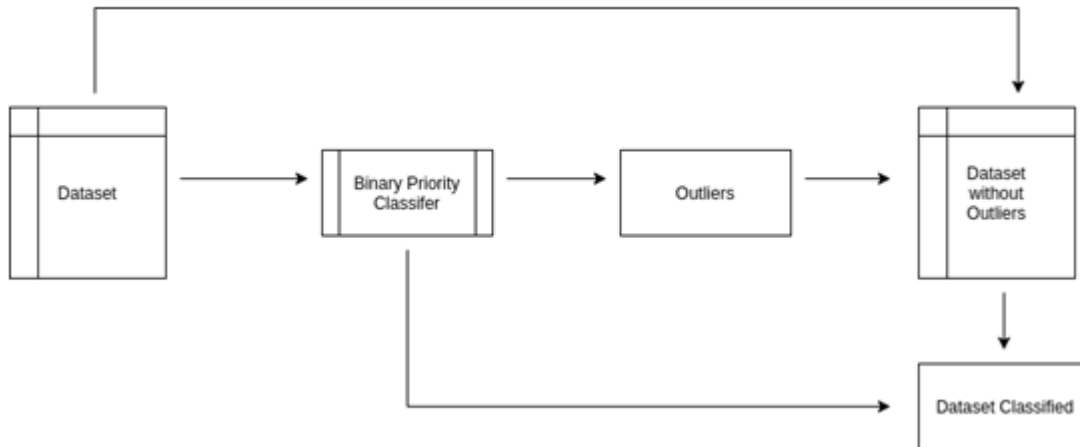 Dataset
Binary Priority
Classifer
Outliers
Dataset
without
Outliers
Dataset Classified